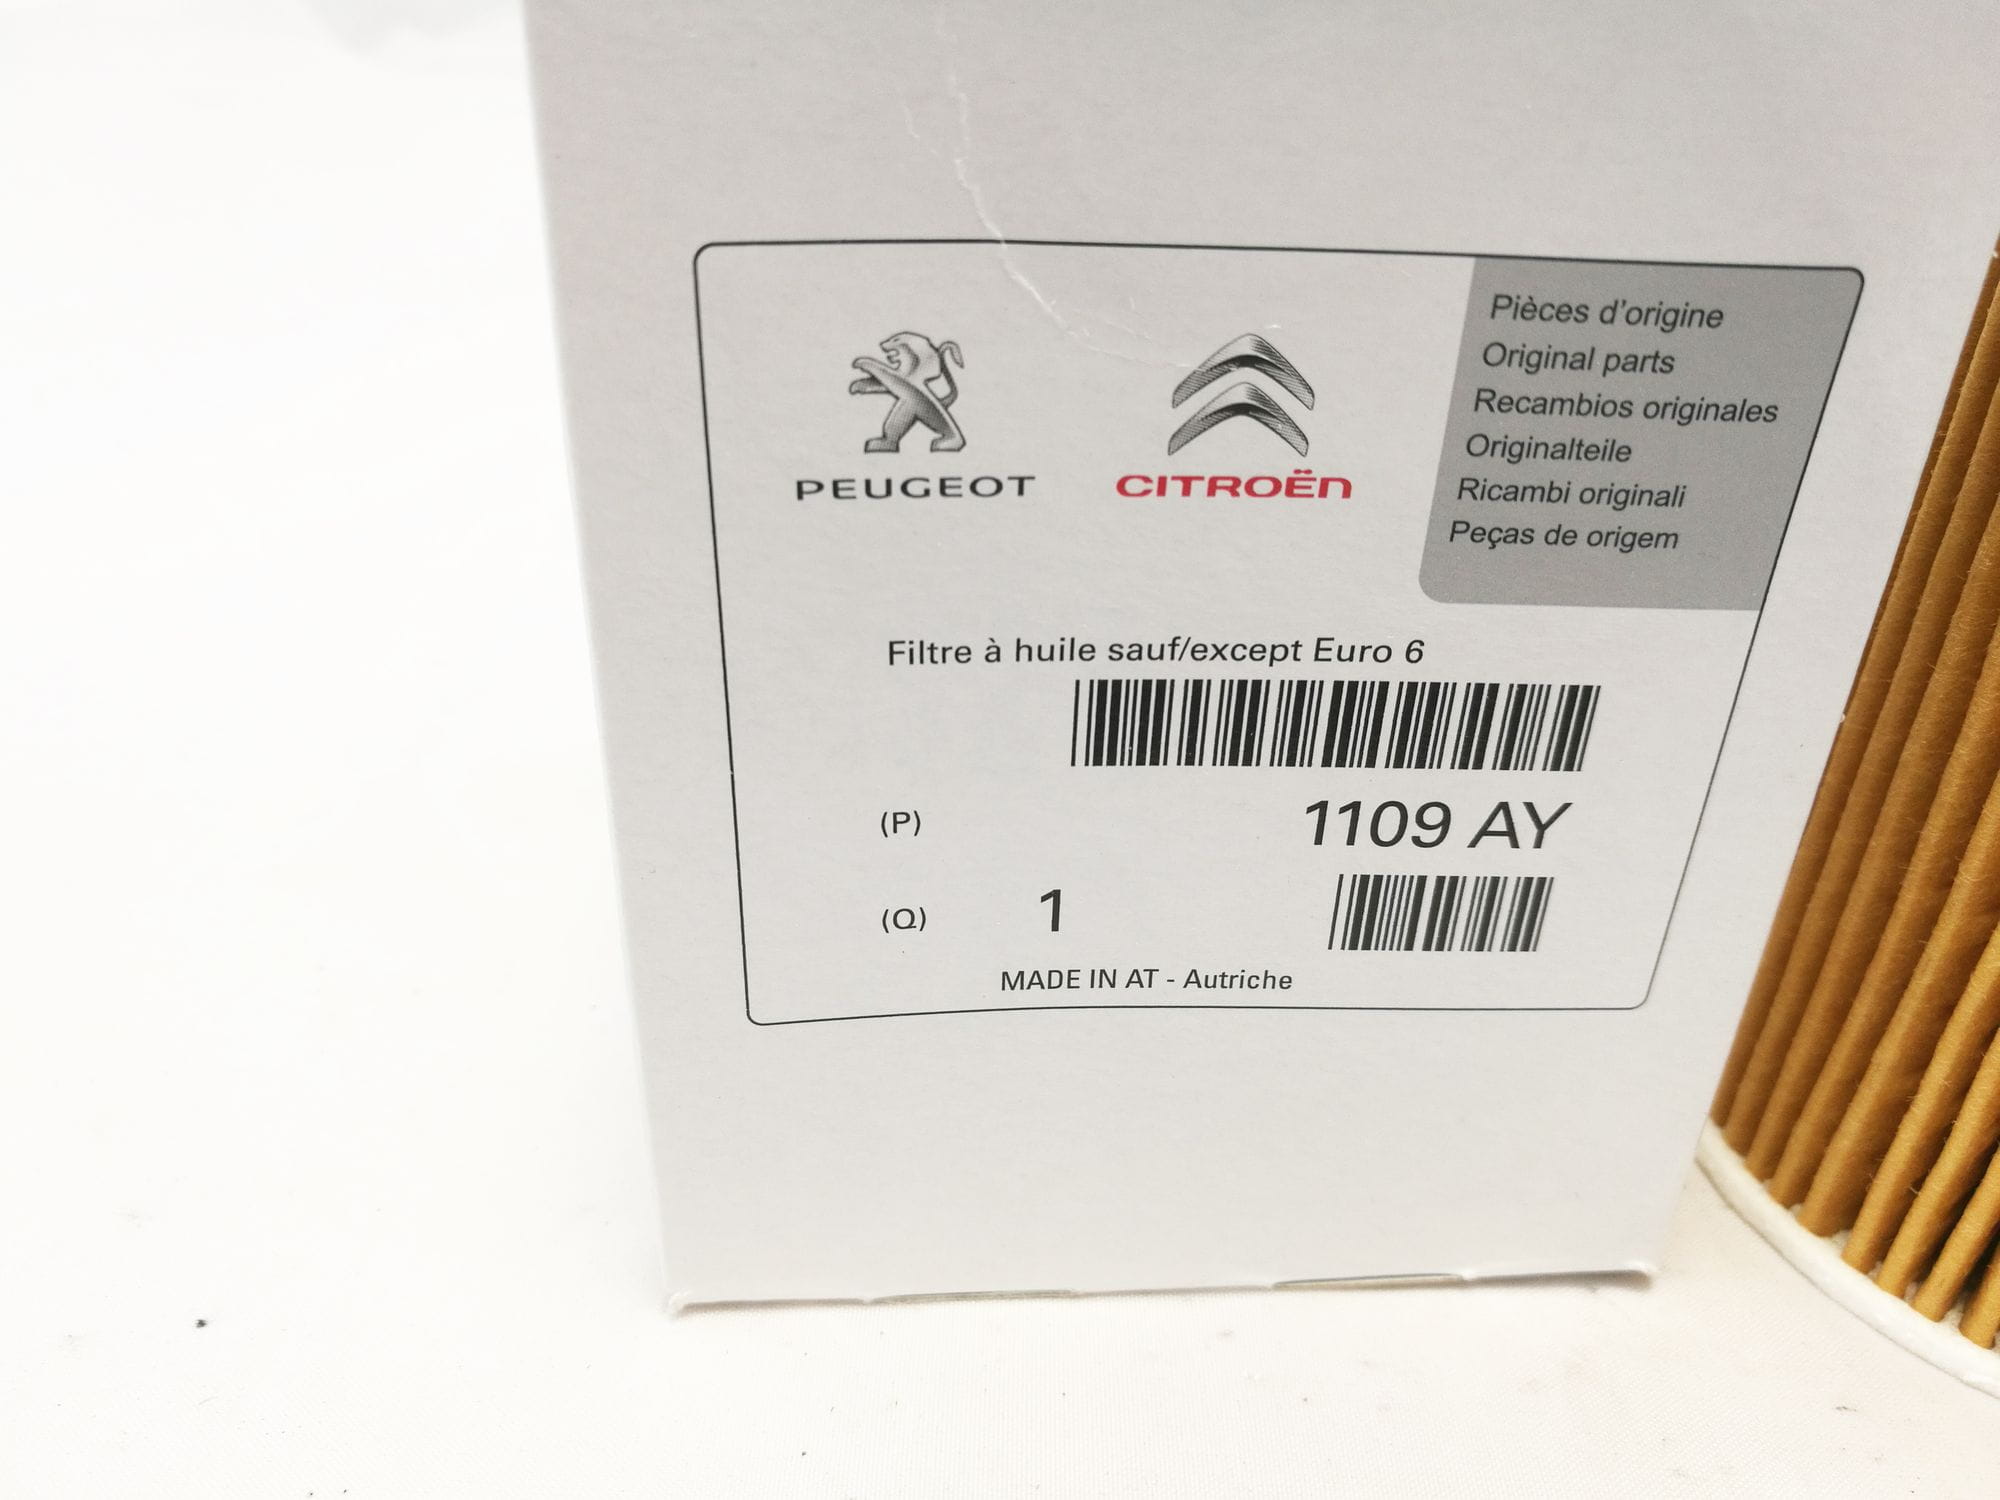 PEUGEOT
CITROËN
Pièces d'origine
Original parts
Recambios originales
Originalteile
Ricambi originali
Peças de origem
Filtre à huile sauf/except Euro 6
(P) 1109 AY
(Q) 1
MADE IN AT - Autriche